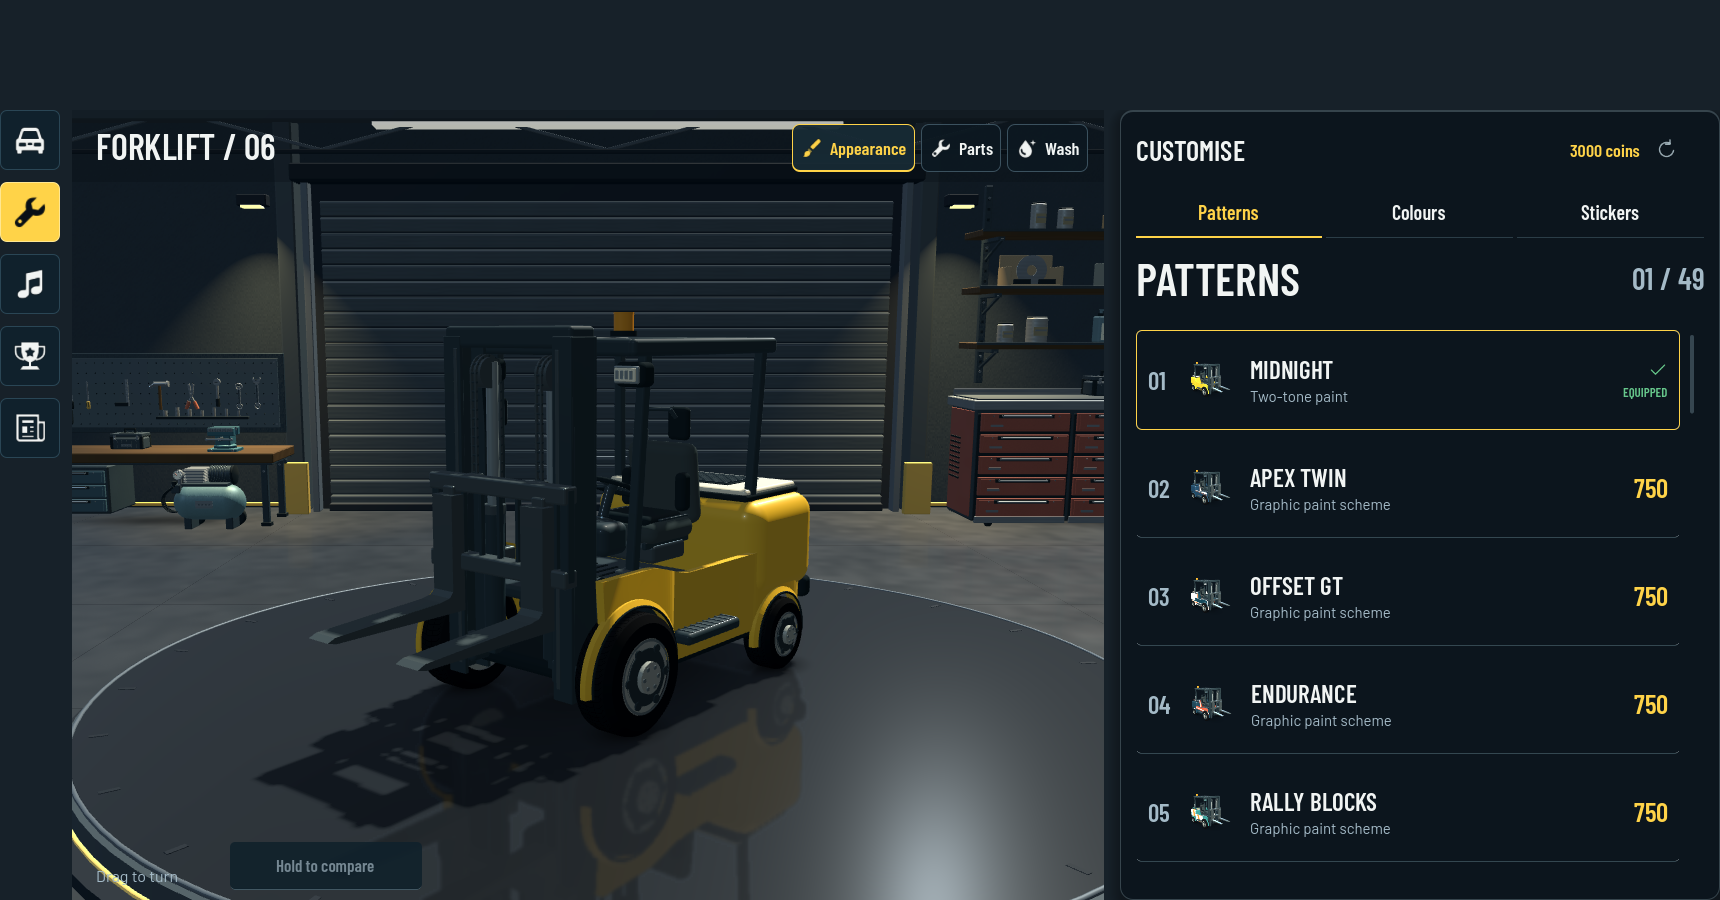 FORKLIFT / 06
Appearance
Parts
Wash
CUSTOMISE
3000 coins
Patterns
Colours
Stickers
PATTERNS
01 / 49
01
MIDNIGHT
Two-tone paint
EQUIPPED
02
APEX TWIN
Graphic paint scheme
750
03
OFFSET GT
Graphic paint scheme
750
04
ENDURANCE
Graphic paint scheme
750
05
RALLY BLOCKS
Graphic paint scheme
750
Hold to compare
Drag to turn